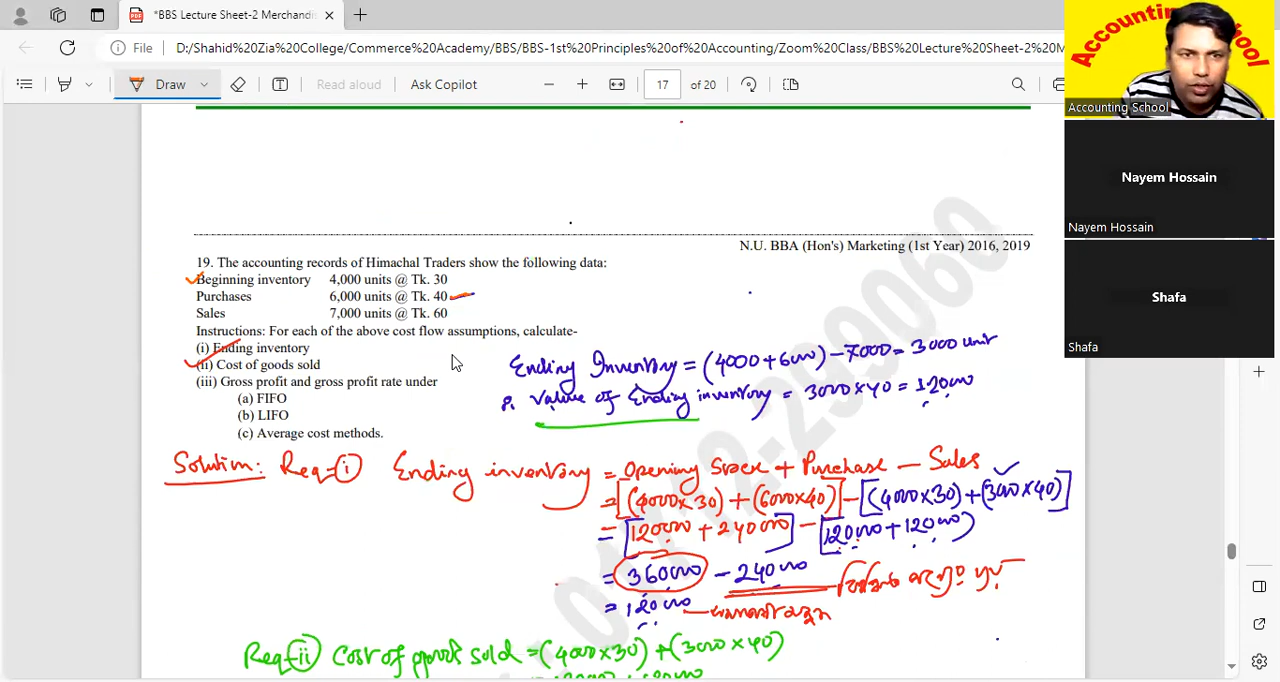 *BBS Lecture Sheet-2 Merchandi
File
D:/Shahid%20Zia%20College/Commerce%20Academy/BBS/BBS-1st%20Principles%20of%20Accounting/Zoom%20Class/BBS%20Lecture%20Sheet-2%20M
Draw
Read aloud
Ask Copilot
17 of 20
Accounting School
Accounting School
Nayem Hossain
Nayem Hossain
Shafa
Shafa
N.U. BBA (Hon's) Marketing (1st Year) 2016, 2019
19. The accounting records of Himachal Traders show the following data:
Beginning inventory 4,000 units @ Tk. 30
Purchases 6,000 units @ Tk. 40
Sales 7,000 units @ Tk. 60
Instructions: For each of the above cost flow assumptions, calculate-
(i) Ending inventory
(ii) Cost of goods sold
(iii) Gross profit and gross profit rate under
(a) FIFO
(b) LIFO
(c) Average cost methods.
Ending Inventory = (4000+6000) - 7000 = 3000 unit
Value of Ending inventory = 3000×40 = 120000
Solution: Req-(i) Ending inventory = Opening Stock + Purchase - Sales
= [(4000×30) + (6000×40)] - [(4000×30) + (3000×40)]
= [120000 + 240000] - [120000 + 120000)
= 360000 - 240000
= 120000
Req-(ii) Cost of goods sold = (4000×30) + (3000×40)